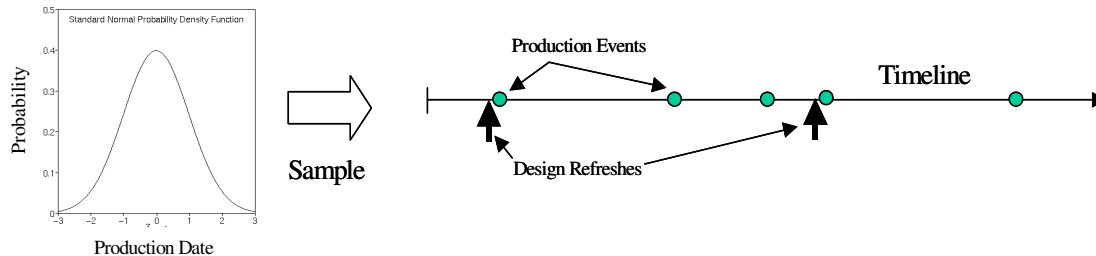 Standard Normal Probability Density Function
0.5
0.4
0.3
0.2
0.1
0
Probability
-3 -2 -1 0 1 2 3
Production Date
Sample
Production Events
Timeline
Design Refreshes